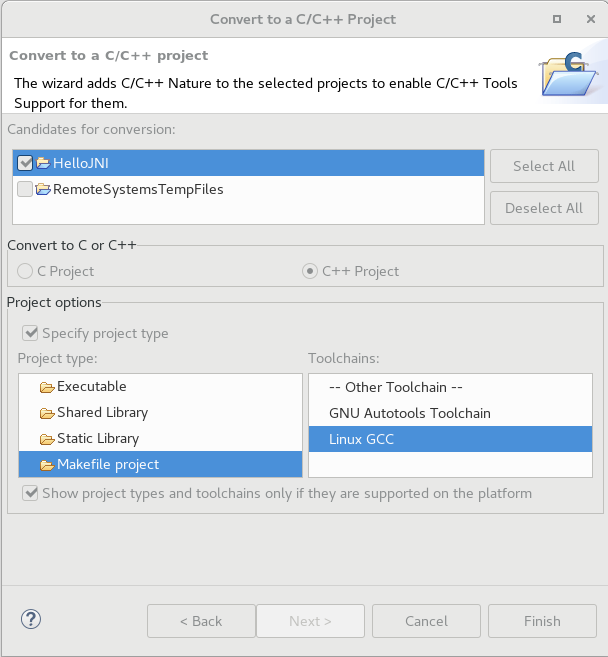 Convert to a C/C++ Project
Convert to a C/C++ project
The wizard adds C/C++ Nature to the selected projects to enable C/C++ Tools
Support for them.
Candidates for conversion:
HelloJNI
RemoteSystemsTempFiles
Select All
Deselect All
Convert to C or C++
C Project
C++ Project
Project options
Specify project type
Project type:
Toolchains:
Executable
Shared Library
Static Library
Makefile project
-- Other Toolchain --
GNU Autotools Toolchain
Linux GCC
Show project types and toolchains only if they are supported on the platform
?
< Back
Next >
Cancel
Finish